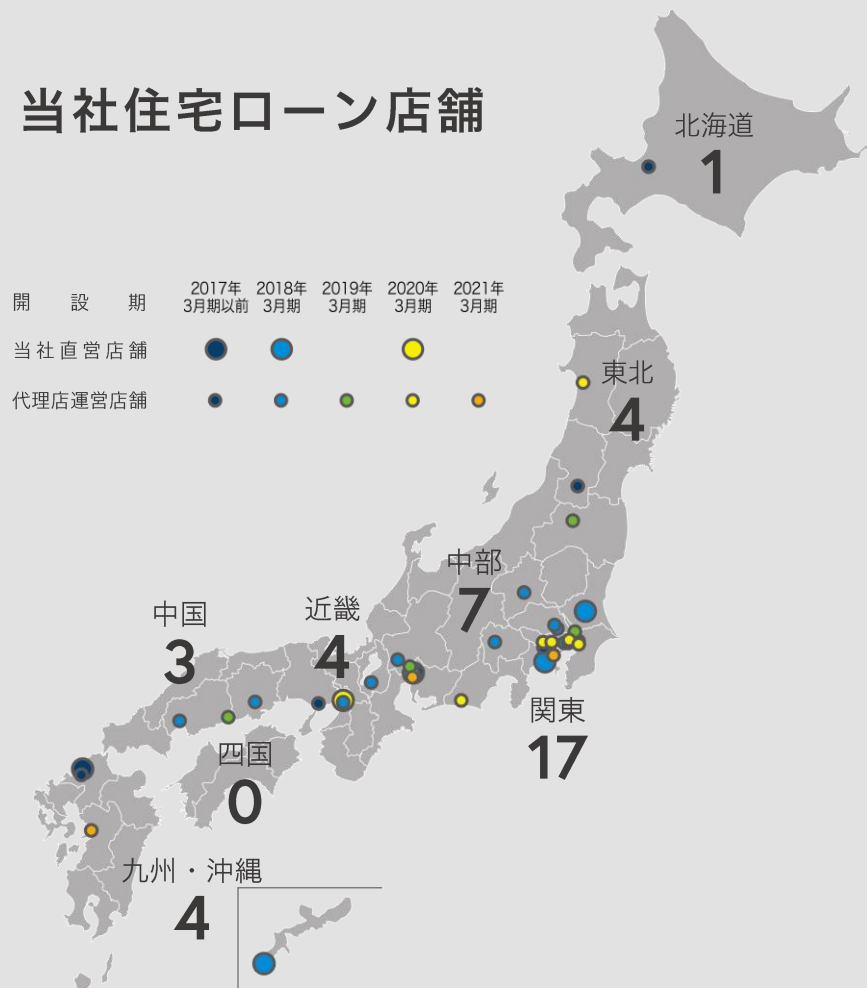 当社住宅ローン店舗
北海道
1
2017年 2018年 2019年 2020年 2021年
開設期 3月期以前 3月期 3月期 3月期 3月期
当社直営店舗
代理店運営店舗
東北
4
中部
7
近畿
4
中国
3
関東
17
四国
0
九州・沖縄
4